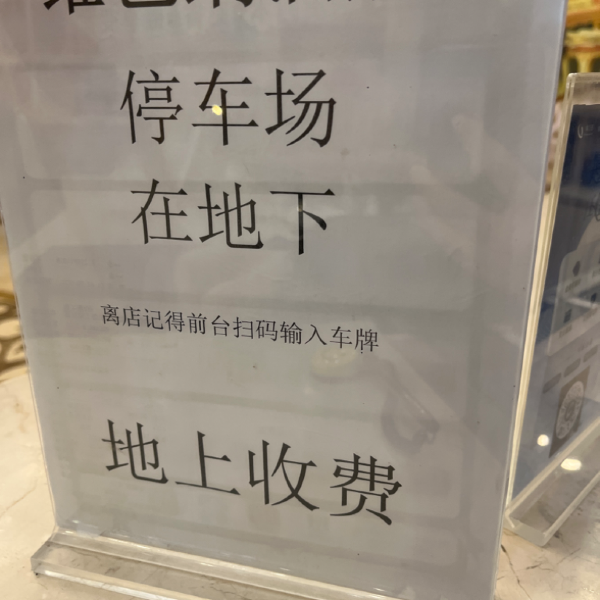 停车场
在地下
离店记得前台扫码输入车牌
地上收费